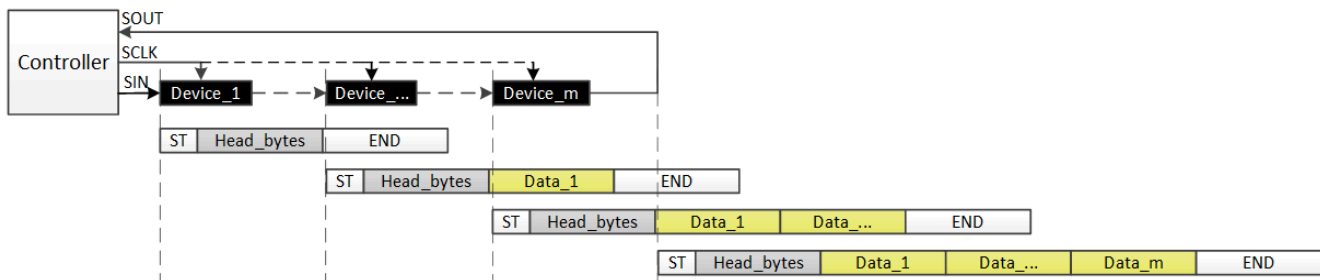 SOUT
SCLK
Controller
SIN
Device_1 Device_... Device_m
ST Head_bytes END
ST Head_bytes Data_1 END
ST Head_bytes Data_1 Data_... END
ST Head_bytes Data_1 Data_... Data_m END